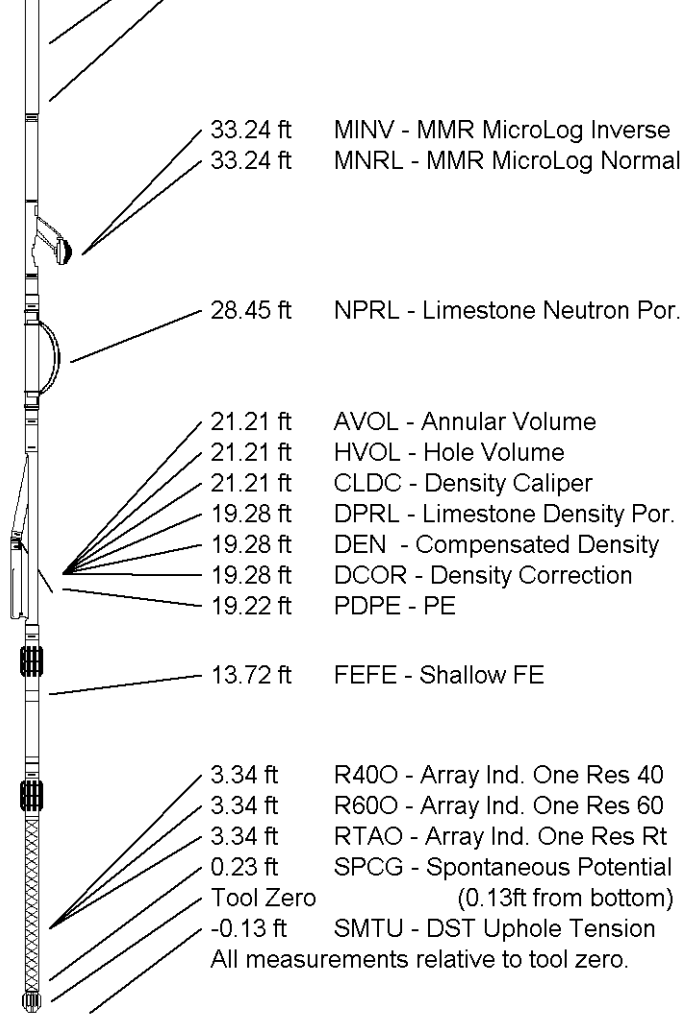 33.24 ft MINV - MMR MicroLog Inverse
33.24 ft MNRL - MMR MicroLog Normal
28.45 ft NPRL - Limestone Neutron Por.
21.21 ft AVOL - Annular Volume
21.21 ft HVOL - Hole Volume
21.21 ft CLDC - Density Caliper
19.28 ft DPRL - Limestone Density Por.
19.28 ft DEN - Compensated Density
19.28 ft DCOR - Density Correction
19.22 ft PDPE - PE
13.72 ft FEFE - Shallow FE
3.34 ft R40O - Array Ind. One Res 40
3.34 ft R60O - Array Ind. One Res 60
3.34 ft RTAO - Array Ind. One Res Rt
0.23 ft SPCG - Spontaneous Potential
Tool Zero (0.13ft from bottom)
-0.13 ft SMTU - DST Uphole Tension
All measurements relative to tool zero.